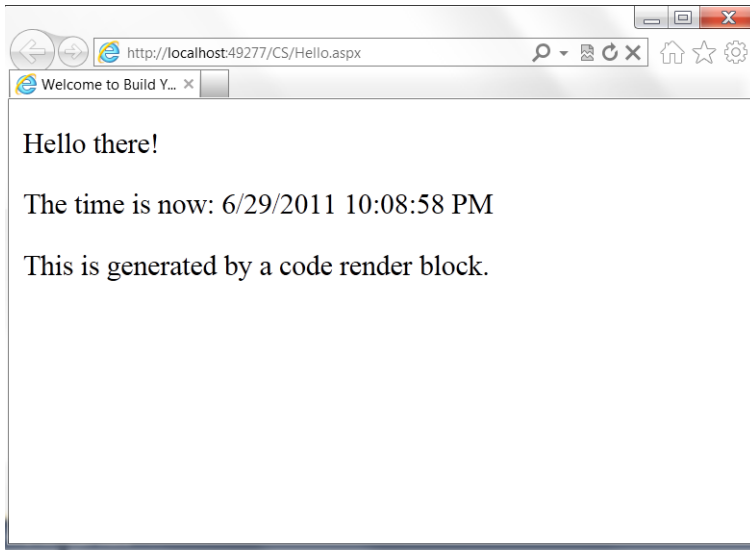 http://localhost:49277/CS/Hello.aspx
Welcome to Build Y...
Hello there!
The time is now: 6/29/2011 10:08:58 PM
This is generated by a code render block.